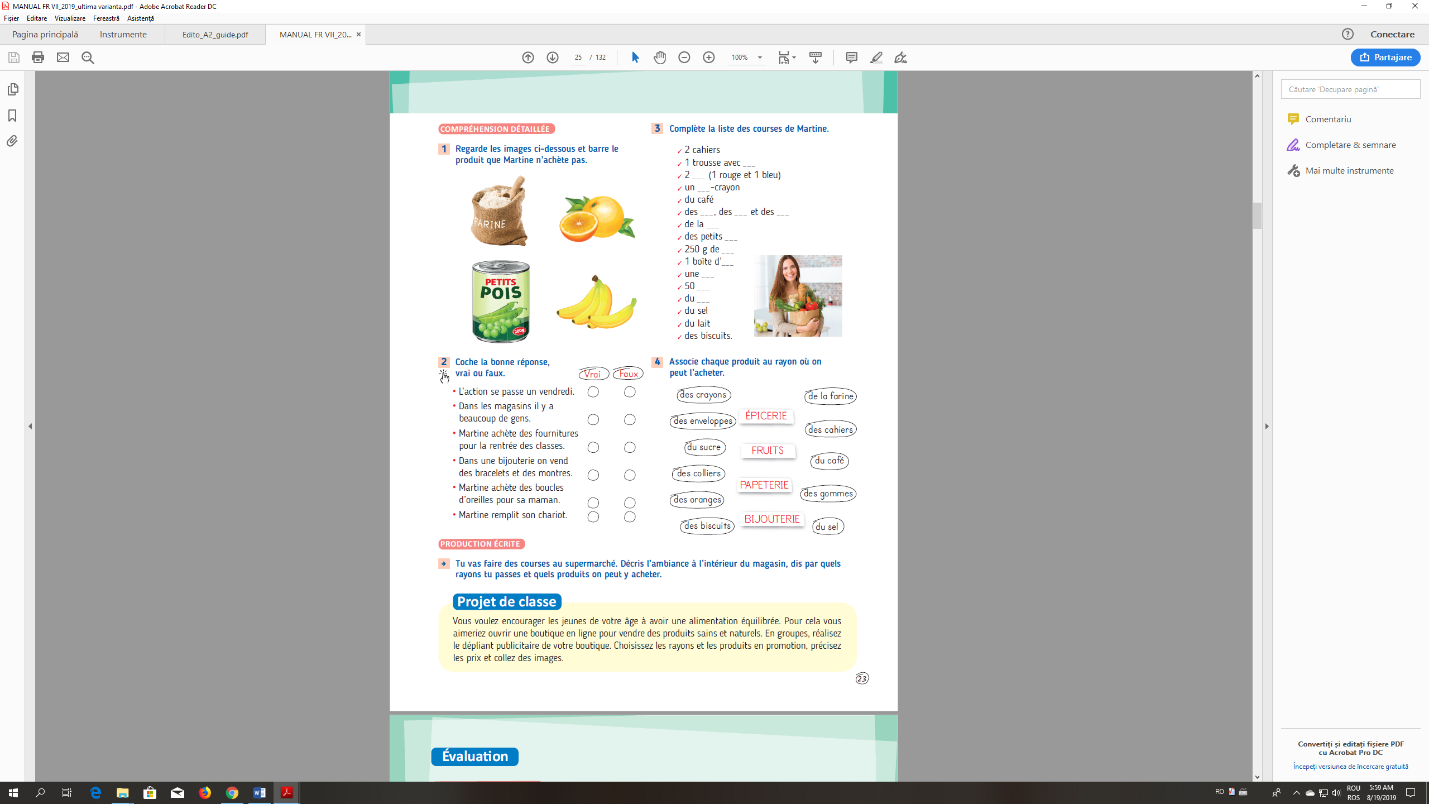 MANUAL FR VII_2019_ultima varianta.pdf - Adobe Acrobat Reader DC
Fișier Editare Vizualizare Fereastră Asistență
Pagina principală Instrumente Edito_A2_guide.pdf MANUAL FR VII_20... × Conectare
25 / 132 100% Partajare
COMPRÉHENSION DÉTAILLÉE
1 Regarde les images ci-dessous et barre le
produit que Martine n'achète pas.
FARINE
PETITS
POIS
500g
2 Coche la bonne réponse,
vrai ou faux.
Vrai Faux
• L'action se passe un vendredi.
• Dans les magasins il y a
beaucoup de gens.
• Martine achète des fournitures
pour la rentrée des classes.
• Dans une bijouterie on vend
des bracelets et des montres.
• Martine achète des boucles
d'oreilles pour sa maman.
• Martine remplit son chariot.
3 Complète la liste des courses de Martine.
✓ 2 cahiers
✓ 1 trousse avec ___
✓ 2 ___ (1 rouge et 1 bleu)
✓ un ___-crayon
✓ du café
✓ des ___, des ___ et des ___
✓ de la ___
✓ des petits ___
✓ 250 g de ___
✓ 1 boîte d'___
✓ une ___
✓ 50 ___
✓ du ___
✓ du sel
✓ du lait
✓ des biscuits.
4 Associe chaque produit au rayon où on
peut l'acheter.
des crayons
des enveloppes
du sucre
des colliers
des oranges
des biscuits
ÉPICERIE
FRUITS
PAPETERIE
BIJOUTERIE
de la farine
des cahiers
du café
des gommes
du sel
PRODUCTION ÉCRITE
Tu vas faire des courses au supermarché. Décris l'ambiance à l'intérieur du magasin, dis par quels
rayons tu passes et quels produits on peut y acheter.
Projet de classe
Vous voulez encourager les jeunes de votre âge à avoir une alimentation équilibrée. Pour cela vous
aimeriez ouvrir une boutique en ligne pour vendre des produits sains et naturels. En groupes, réalisez
le dépliant publicitaire de votre boutique. Choisissez les rayons et les produits en promotion, précisez
les prix et collez des images.
23
Évaluation
Căutare 'Decupare pagină'
Comentariu
Completare & semnare
Mai multe instrumente
Convertiți și editați fișiere PDF
cu Acrobat Pro DC
Începeți versiunea de încercare gratuită
RO ROU 5:59 AM
ROS 8/19/2019